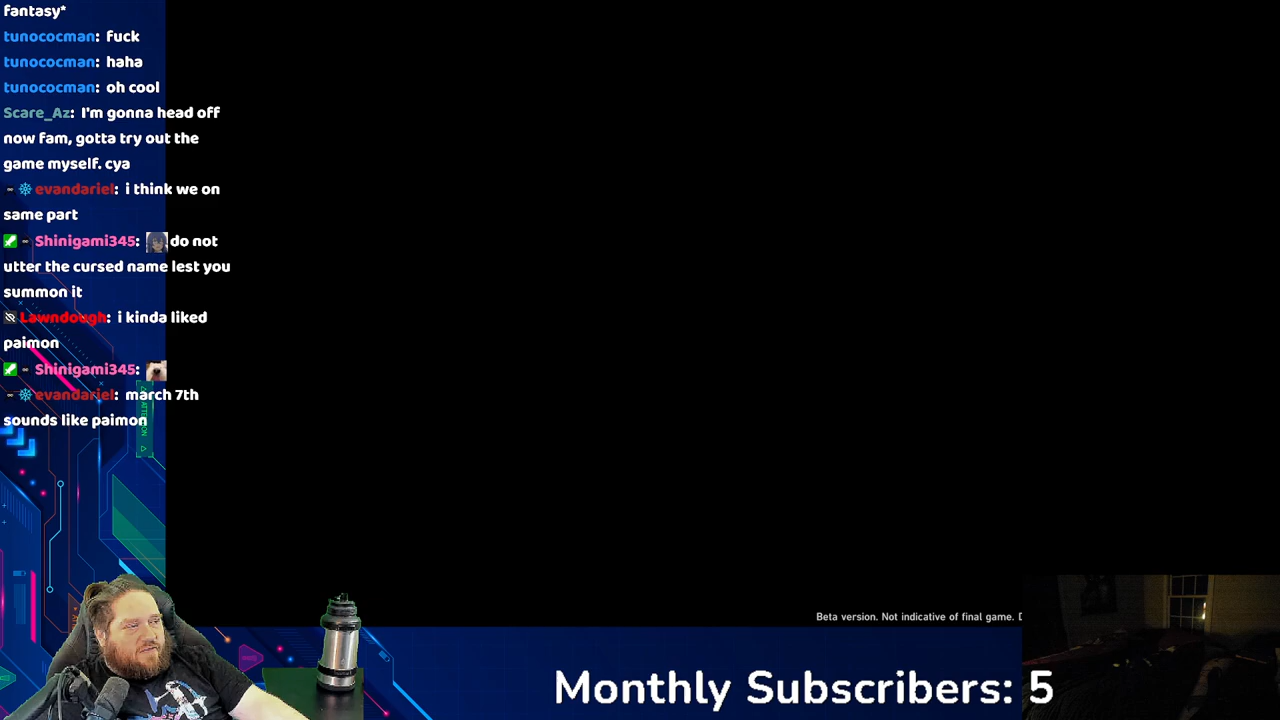 fantasy*
tunococman: fuck
tunococman: haha
tunococman: oh cool
Scare_Az: I'm gonna head off
now fam, gotta try out the
game myself. cya
evandariel: i think we on
same part
Shinigami345: do not
utter the cursed name lest you
summon it
Lawndough: i kinda liked
paimon
Shinigami345:
evandariel: march 7th
sounds like paimon
Beta version. Not indicative of final game. D
Monthly Subscribers: 5